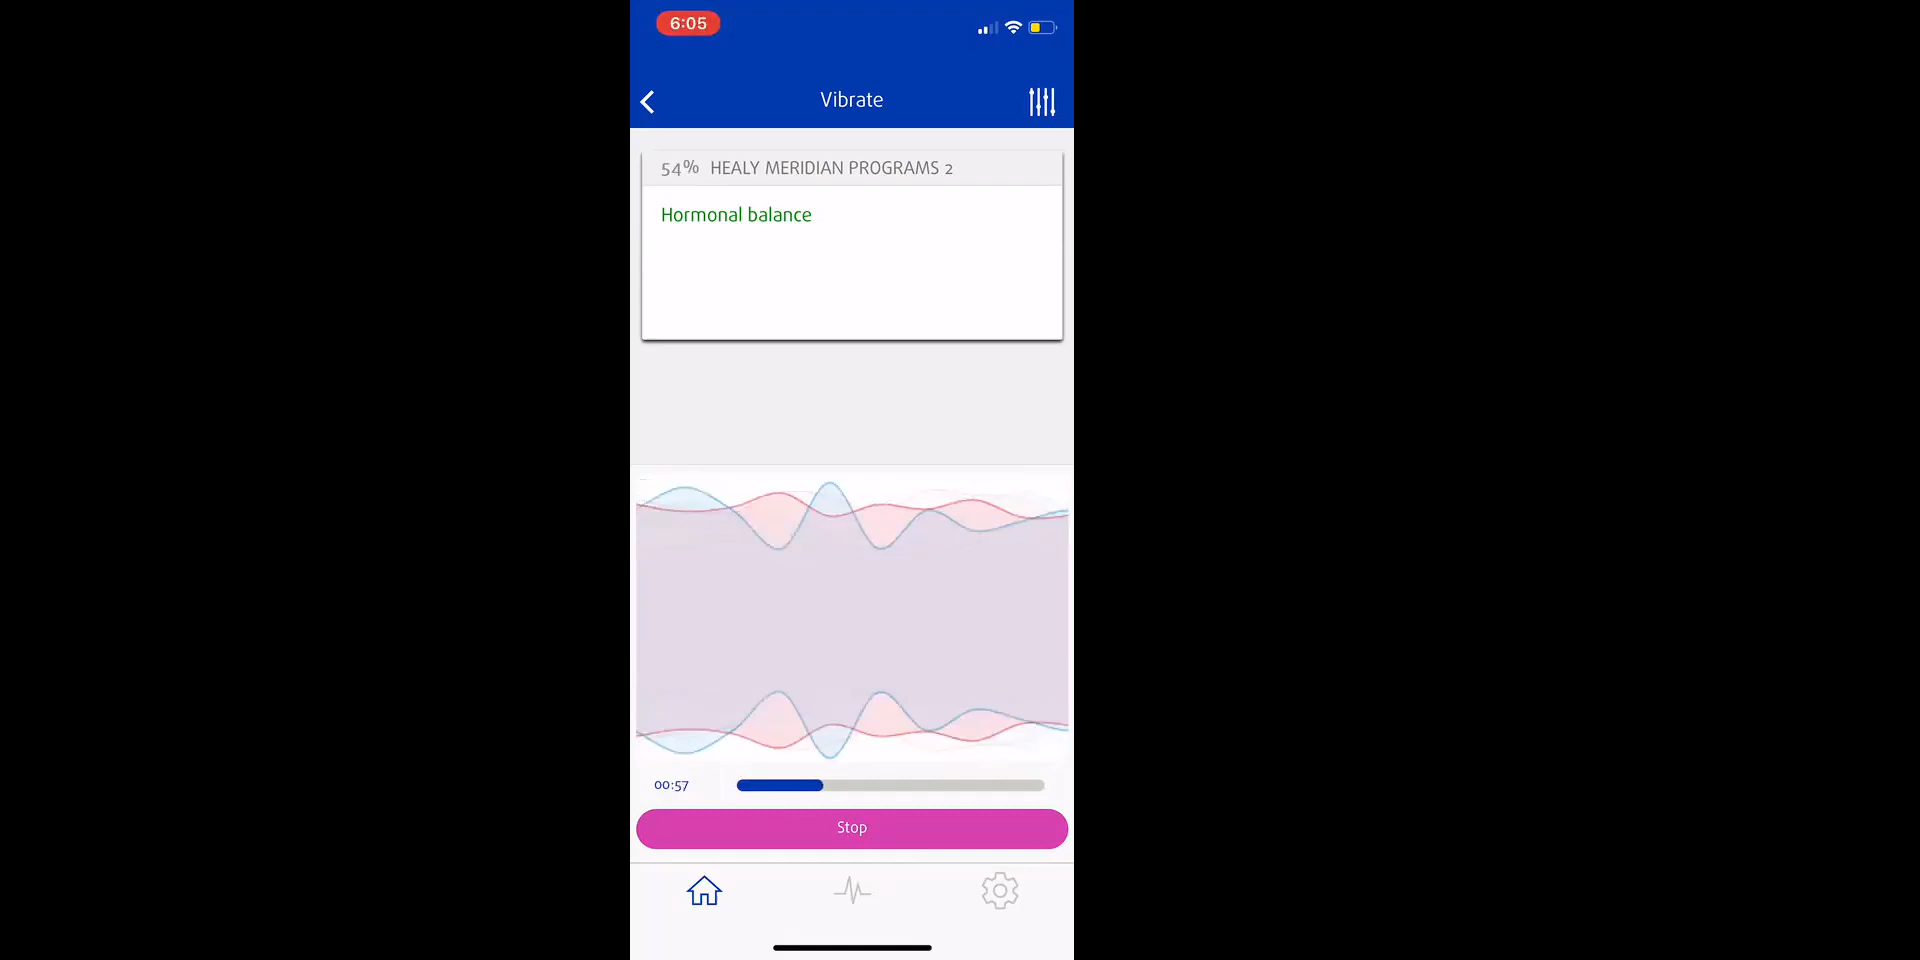 6:05
Vibrate
54% HEALY MERIDIAN PROGRAMS 2
Hormonal balance
00:57
Stop